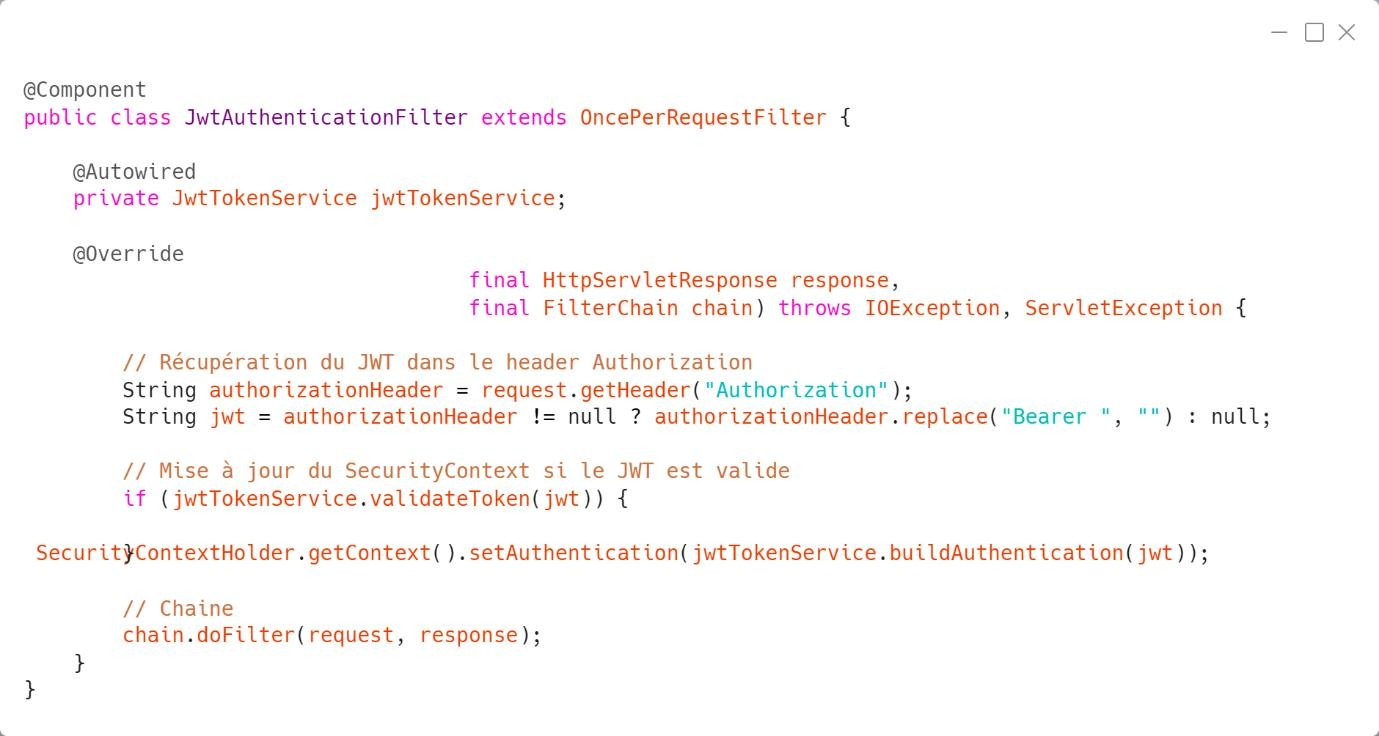 @Component
public class JwtAuthenticationFilter extends OncePerRequestFilter {
@Autowired
private JwtTokenService jwtTokenService;
@Override
final HttpServletResponse response,
final FilterChain chain) throws IOException, ServletException {
// Récupération du JWT dans le header Authorization
String authorizationHeader = request.getHeader("Authorization");
String jwt = authorizationHeader != null ? authorizationHeader.replace("Bearer ", "") : null;
// Mise à jour du SecurityContext si le JWT est valide
if (jwtTokenService.validateToken(jwt)) {
SecurityContextHolder.getContext().setAuthentication(jwtTokenService.buildAuthentication(jwt));
}
// Chaine
chain.doFilter(request, response);
}
}